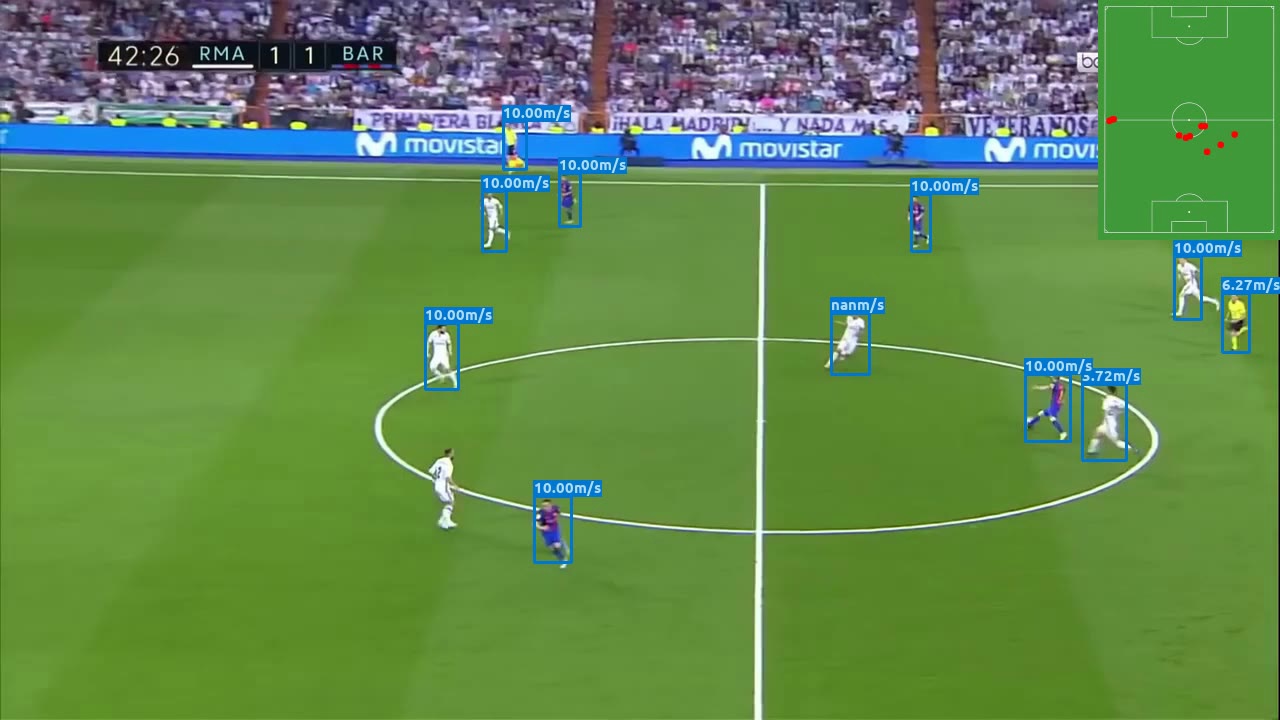 42:26 RMA 1 1 BAR
PRIMAVERA BL
¡HALA MADRID!... Y NADA MAS
VETERANOS
movistar
movistar
movis
10.00m/s
10.00m/s
10.00m/s
10.00m/s
10.00m/s
6.27m/s
10.00m/s
nanm/s
10.00m/s
3.72m/s
10.00m/s